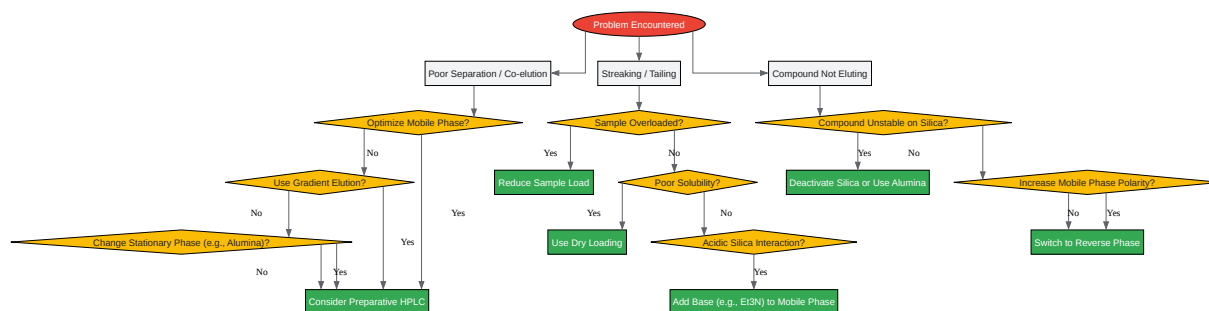 Problem Encountered
Poor Separation / Co-elution
Streaking / Tailing
Compound Not Eluting
Optimize Mobile Phase?
Sample Overloaded?
Compound Unstable on Silica?
No
Yes
No
Yes
No
Use Gradient Elution?
Reduce Sample Load
Poor Solubility?
Deactivate Silica or Use Alumina
Increase Mobile Phase Polarity?
No
Yes
Yes
No
No
Yes
Change Stationary Phase (e.g., Alumina)?
Yes
Use Dry Loading
Acidic Silica Interaction?
Switch to Reverse Phase
No
Yes
Yes
Consider Preparative HPLC
Add Base (e.g., Et3N) to Mobile Phase